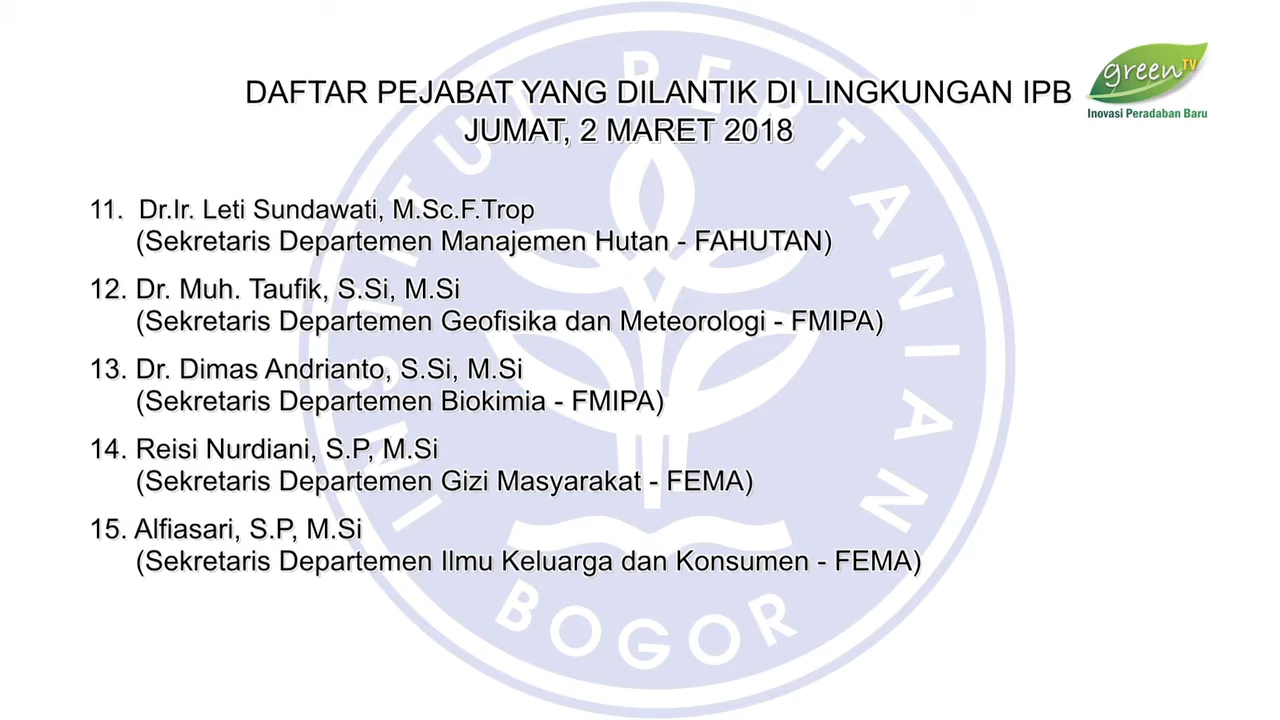 DAFTAR PEJABAT YANG DILANTIK DI LINGKUNGAN IPB
JUMAT, 2 MARET 2018
green TV
Inovasi Peradaban Baru
11. Dr.Ir. Leti Sundawati, M.Sc.F.Trop
(Sekretaris Departemen Manajemen Hutan - FAHUTAN)
12. Dr. Muh. Taufik, S.Si, M.Si
(Sekretaris Departemen Geofisika dan Meteorologi - FMIPA)
13. Dr. Dimas Andrianto, S.Si, M.Si
(Sekretaris Departemen Biokimia - FMIPA)
14. Reisi Nurdiani, S.P, M.Si
(Sekretaris Departemen Gizi Masyarakat - FEMA)
15. Alfiasari, S.P, M.Si
(Sekretaris Departemen Ilmu Keluarga dan Konsumen - FEMA)
INSTITUT PERTANIAN
BOGOR